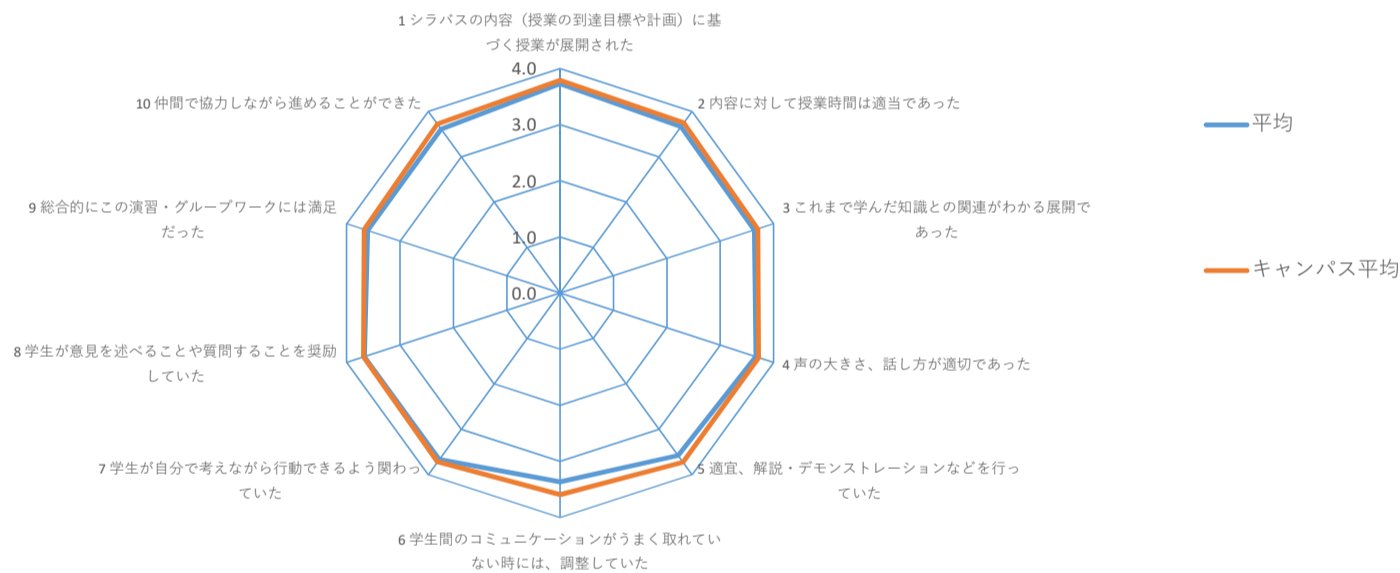 1 シラバスの内容（授業の到達目標や計画）に基
づく授業が展開された
4.0
3.0
2.0
1.0
0.0
2 内容に対して授業時間は適当であった
3 これまで学んだ知識との関連がわかる展開で
あった
4 声の大きさ、話し方が適切であった
5 適宜、解説・デモンストレーションなどを行っ
ていた
6 学生間のコミュニケーションがうまく取れてい
ない時には、調整していた
7 学生が自分で考えながら行動できるよう関わっ
ていた
8 学生が意見を述べることや質問することを奨励
していた
9 総合的にこの演習・グループワークには満足
だった
10 仲間で協力しながら進めることができた
平均
キャンパス平均